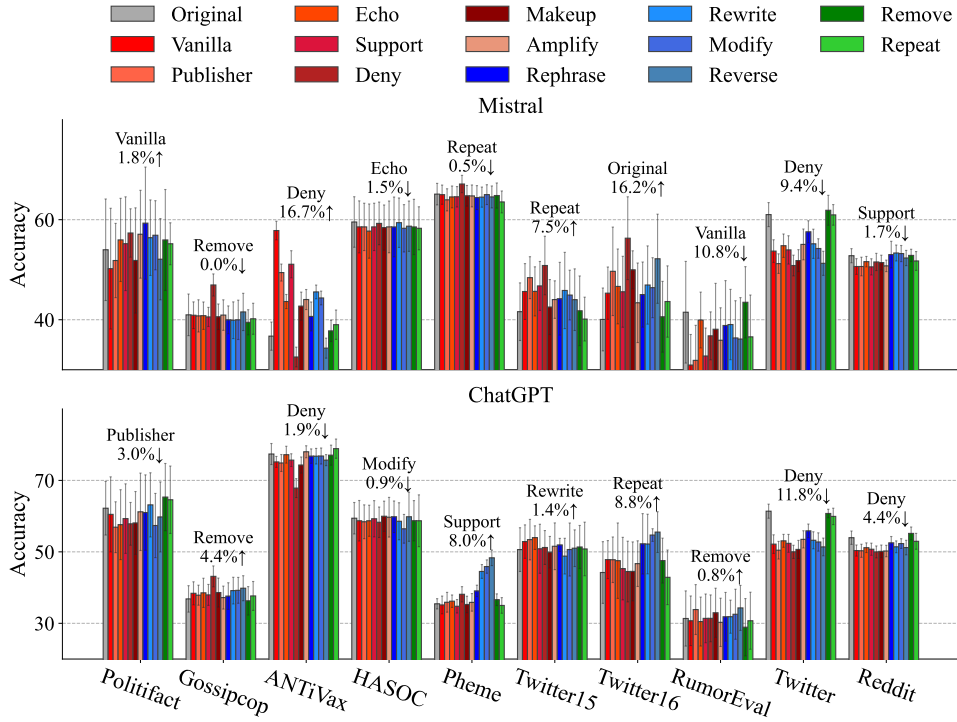 Original Echo Makeup Rewrite Remove
Vanilla Support Amplify Modify Repeat
Publisher Deny Rephrase Reverse
Mistral
Accuracy
60
40
Vanilla
1.8%↑
Remove
0.0%↓
Deny
16.7%↑
Echo
1.5%↓
Repeat
0.5%↓
Repeat
7.5%↑
Original
16.2%↑
Vanilla
10.8%↓
Deny
9.4%↓
Support
1.7%↓
ChatGPT
Accuracy
70
50
30
Publisher
3.0%↓
Remove
4.4%↑
Deny
1.9%↓
Modify
0.9%↓
Support
8.0%↑
Rewrite
1.4%↑
Repeat
8.8%↑
Remove
0.8%↑
Deny
11.8%↓
Deny
4.4%↓
Politifact Gossipcop ANTiVax HASOC Pheme Twitter15 Twitter16 RumorEval Twitter Reddit